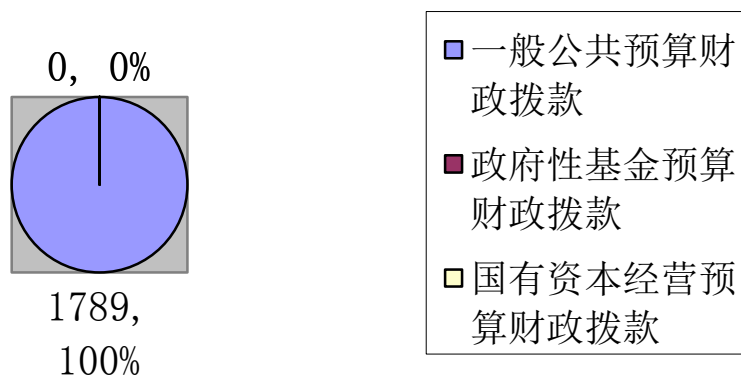 0, 0%
1789,
100%
一般公共预算财
政拨款
政府性基金预算
财政拨款
国有资本经营预
算财政拨款